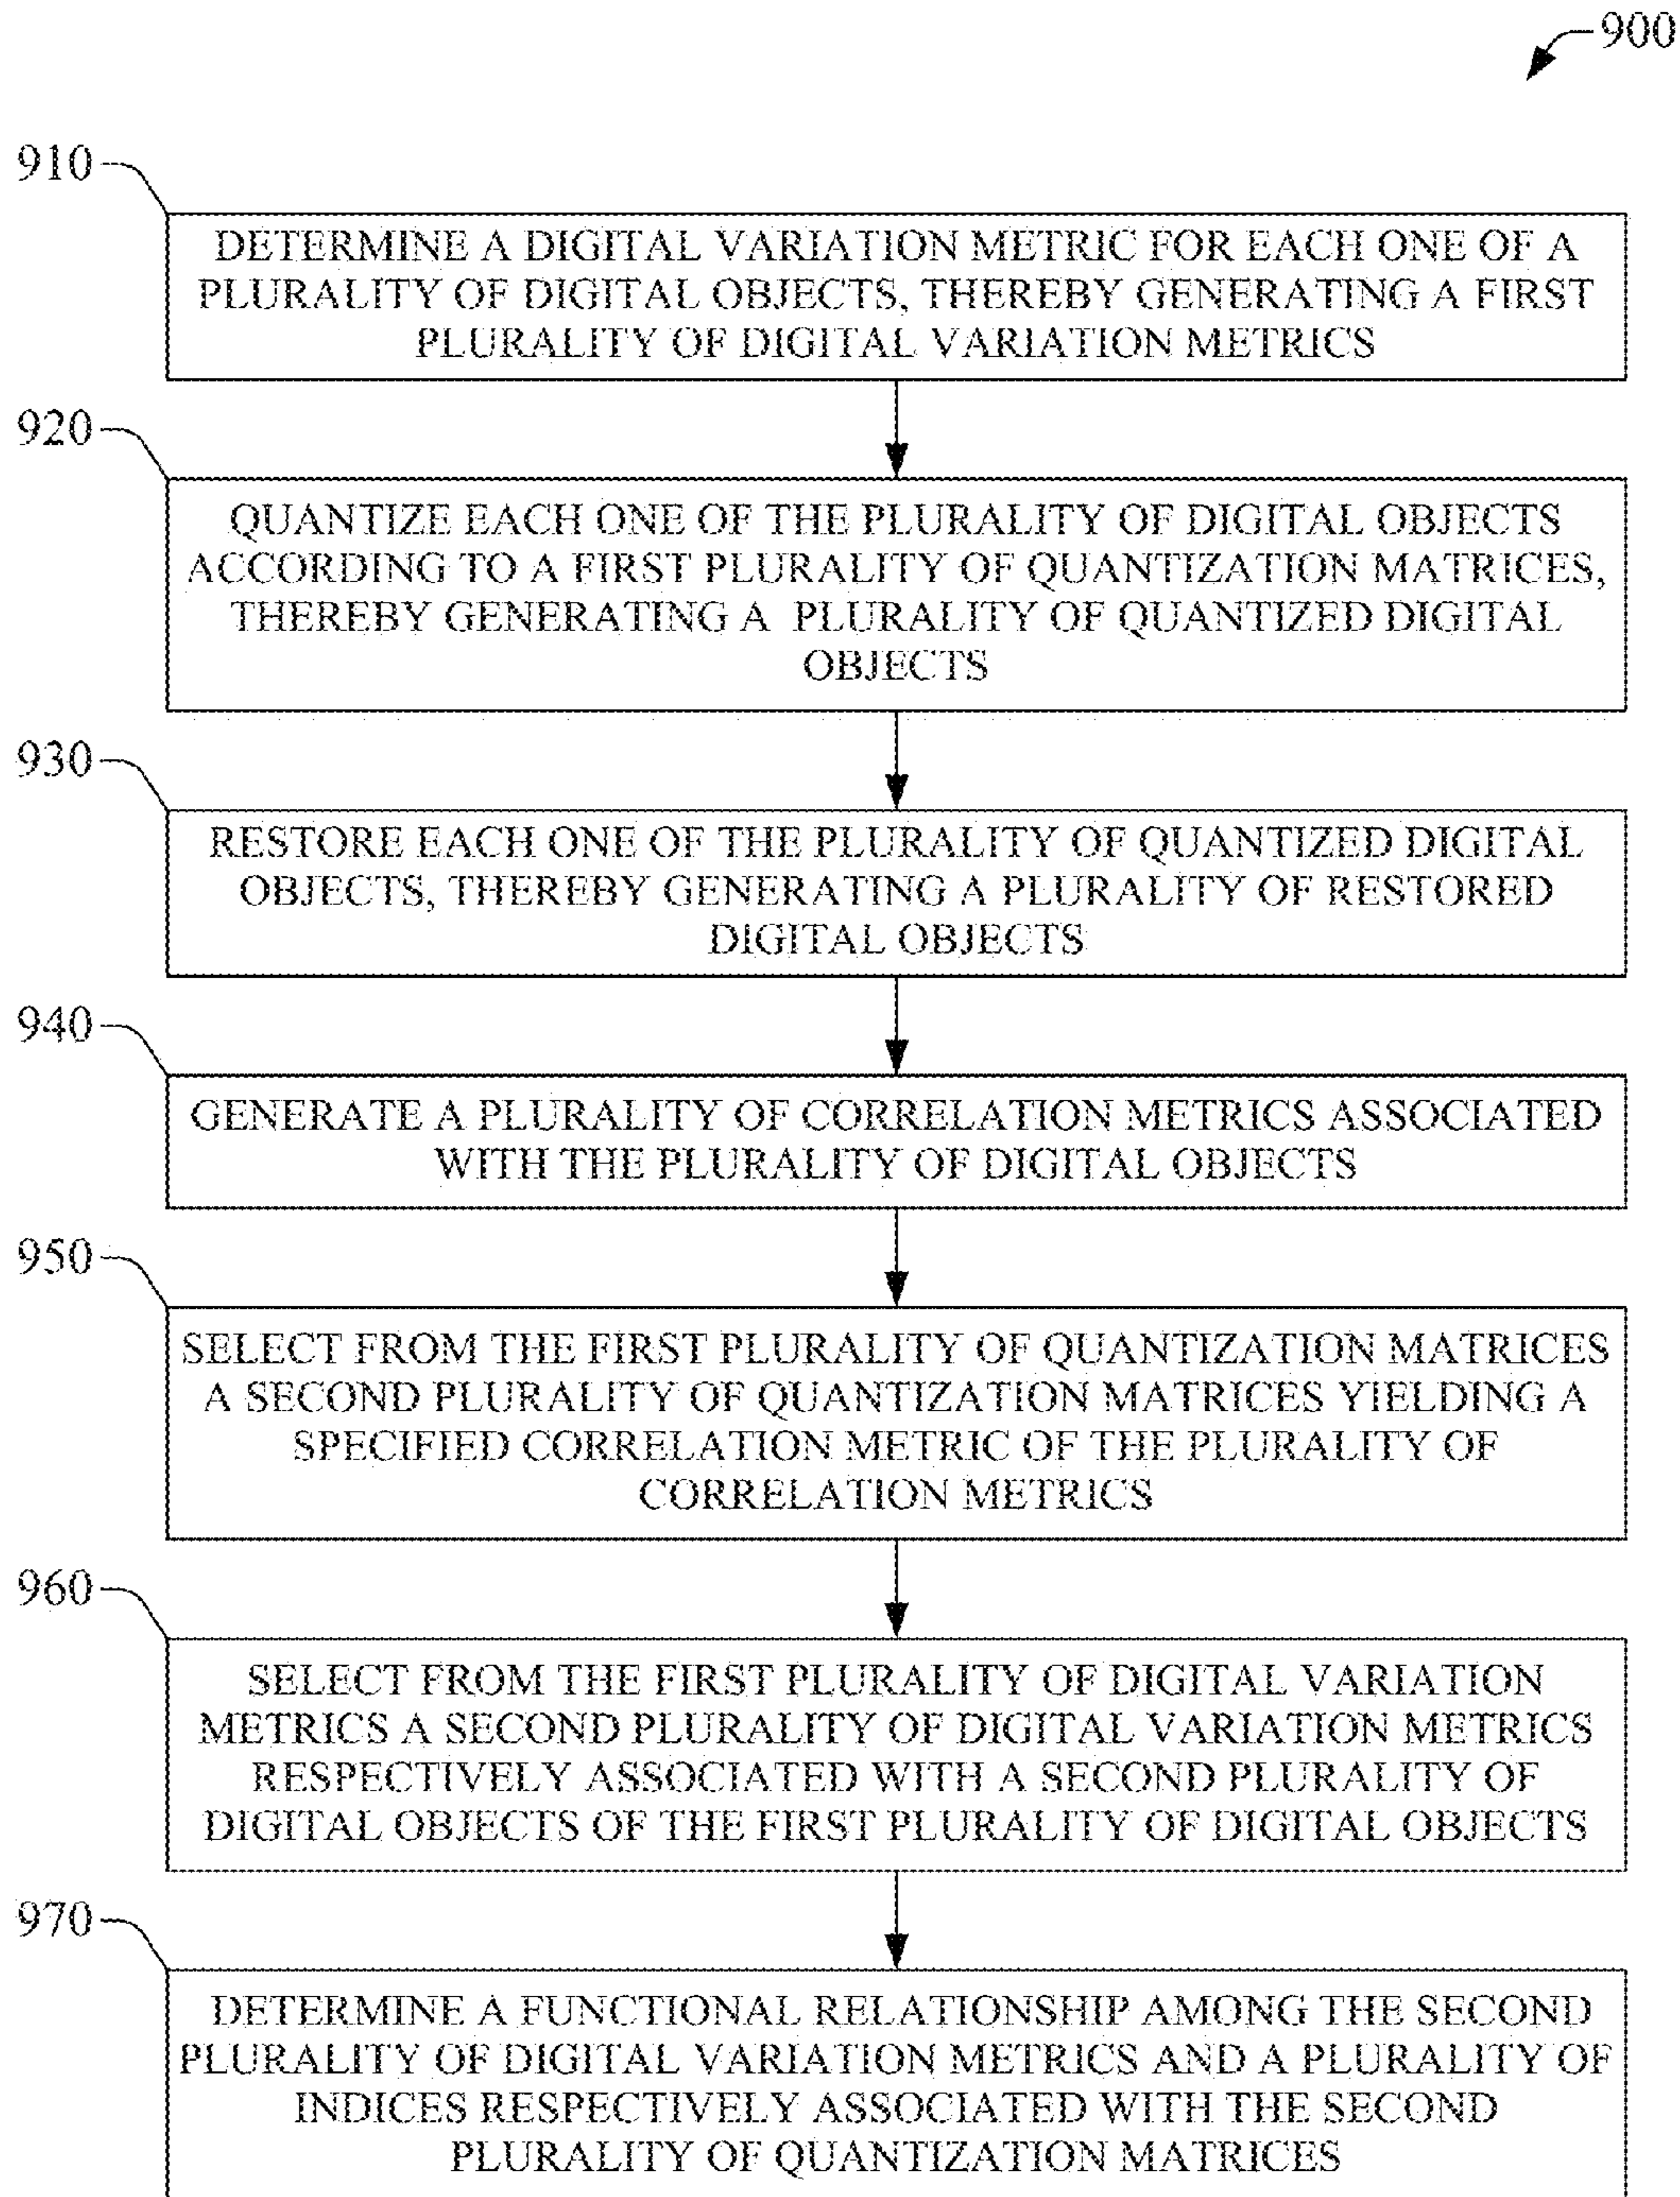 900
910
DETERMINE A DIGITAL VARIATION METRIC FOR EACH ONE OF A
PLURALITY OF DIGITAL OBJECTS, THEREBY GENERATING A FIRST
PLURALITY OF DIGITAL VARIATION METRICS
920
QUANTIZE EACH ONE OF THE PLURALITY OF DIGITAL OBJECTS
ACCORDING TO A FIRST PLURALITY OF QUANTIZATION MATRICES,
THEREBY GENERATING A PLURALITY OF QUANTIZED DIGITAL
OBJECTS
930
RESTORE EACH ONE OF THE PLURALITY OF QUANTIZED DIGITAL
OBJECTS, THEREBY GENERATING A PLURALITY OF RESTORED
DIGITAL OBJECTS
940
GENERATE A PLURALITY OF CORRELATION METRICS ASSOCIATED
WITH THE PLURALITY OF DIGITAL OBJECTS
950
SELECT FROM THE FIRST PLURALITY OF QUANTIZATION MATRICES
A SECOND PLURALITY OF QUANTIZATION MATRICES YIELDING A
SPECIFIED CORRELATION METRIC OF THE PLURALITY OF
CORRELATION METRICS
960
SELECT FROM THE FIRST PLURALITY OF DIGITAL VARIATION
METRICS A SECOND PLURALITY OF DIGITAL VARIATION METRICS
RESPECTIVELY ASSOCIATED WITH A SECOND PLURALITY OF
DIGITAL OBJECTS OF THE FIRST PLURALITY OF DIGITAL OBJECTS
970
DETERMINE A FUNCTIONAL RELATIONSHIP AMONG THE SECOND
PLURALITY OF DIGITAL VARIATION METRICS AND A PLURALITY OF
INDICES RESPECTIVELY ASSOCIATED WITH THE SECOND
PLURALITY OF QUANTIZATION MATRICES